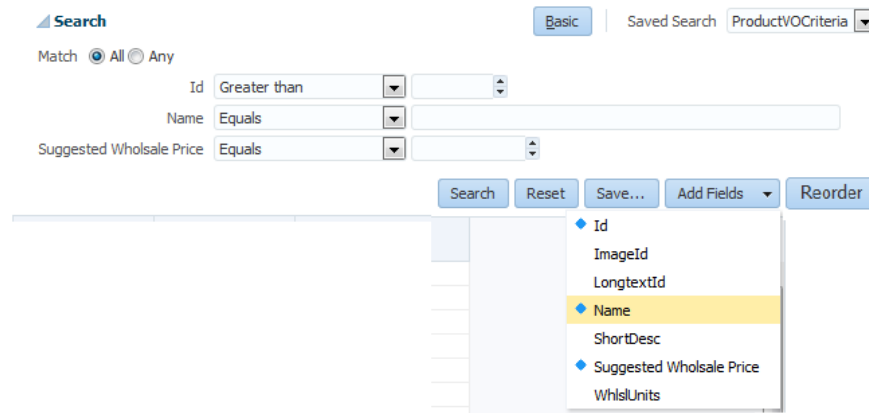 Search Basic Saved Search ProductVOCriteria
Match All Any
Id Greater than
Name Equals
Suggested Wholsale Price Equals
Search Reset Save... Add Fields Reorder
Id
ImageId
LongtextId
Name
ShortDesc
Suggested Wholsale Price
WhlslUnits